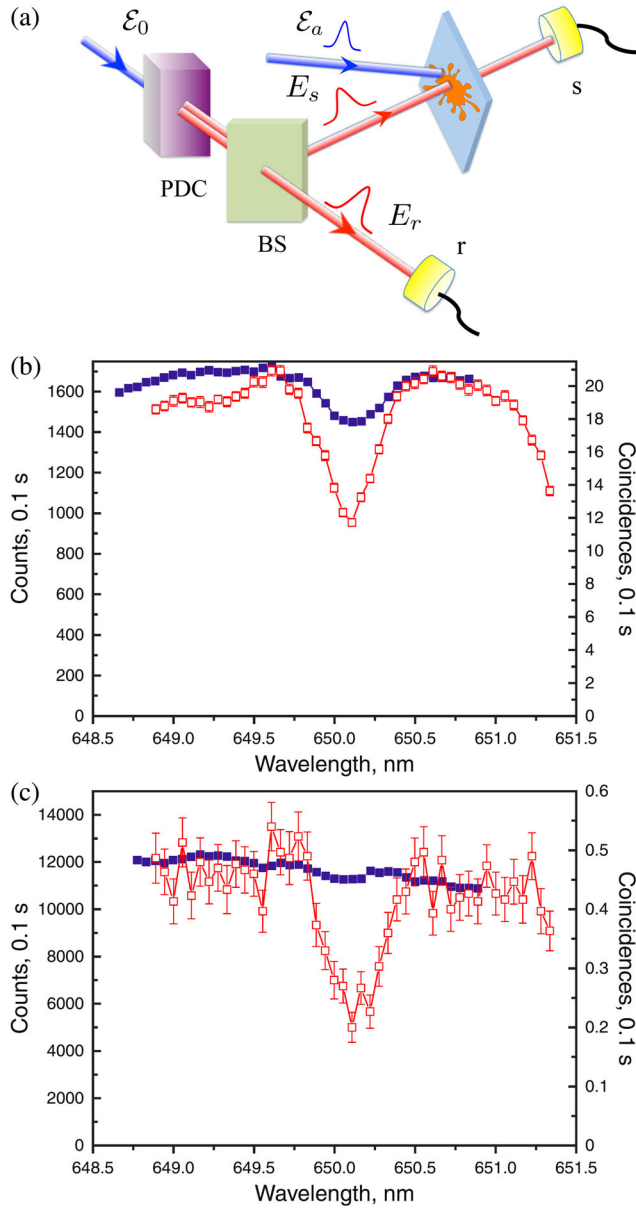 (a)
ℰ0
ℰa
Es
s
PDC
BS
Er
r
(b)
1600
1400
1200
1000
800
600
400
200
0
Counts, 0.1 s
20
18
16
14
12
10
8
6
4
2
0
Coincidences, 0.1 s
648.5 649.0 649.5 650.0 650.5 651.0 651.5
Wavelength, nm
(c)
14000
12000
10000
8000
6000
4000
2000
0
Counts, 0.1 s
0.6
0.5
0.4
0.3
0.2
0.1
0
Coincidences, 0.1 s
648.5 649.0 649.5 650.0 650.5 651.0 651.5
Wavelength, nm